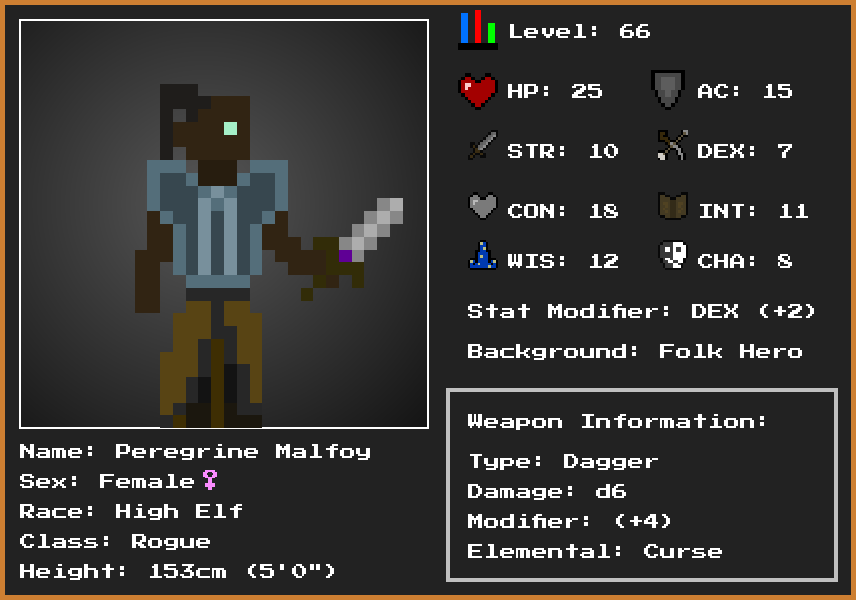 Level: 66
HP: 25
AC: 15
STR: 10
DEX: 7
CON: 18
INT: 11
WIS: 12
CHA: 8
Stat Modifier: DEX (+2)
Background: Folk Hero
Weapon Information:
Type: Dagger
Damage: d6
Modifier: (+4)
Elemental: Curse
Name: Peregrine Malfoy
Sex: Female♀
Race: High Elf
Class: Rogue
Height: 153cm (5'0")